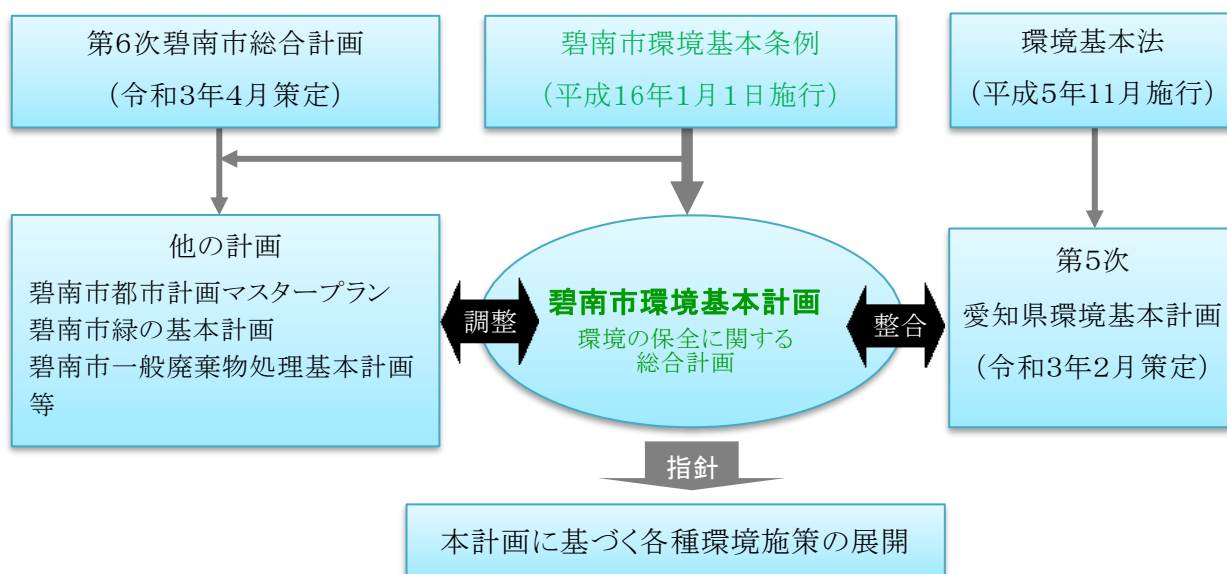 第6次碧南市総合計画
（令和3年4月策定）
碧南市環境基本条例
（平成16年1月1日施行）
環境基本法
（平成5年11月施行）
他の計画
碧南市都市計画マスタープラン
碧南市緑の基本計画
碧南市一般廃棄物処理基本計画
等
調整
碧南市環境基本計画
環境の保全に関する
総合計画
整合
第5次
愛知県環境基本計画
（令和3年2月策定）
指針
本計画に基づく各種環境施策の展開